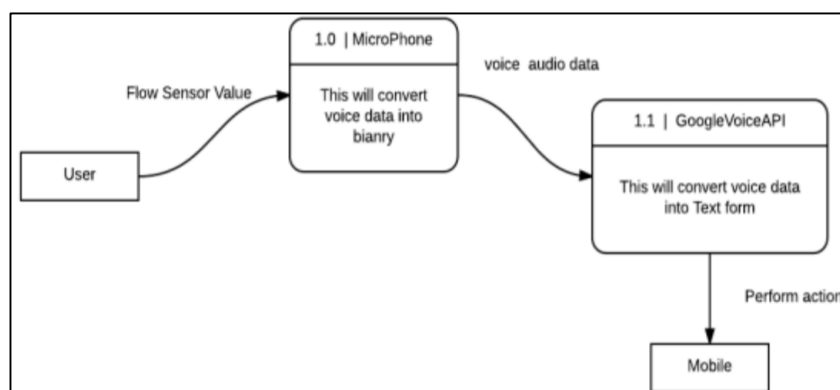 1.0 | MicroPhone
This will convert
voice data into
bianry
Flow Sensor Value
User
voice audio data
1.1 | GoogleVoiceAPI
This will convert voice data
into Text form
Perform action
Mobile